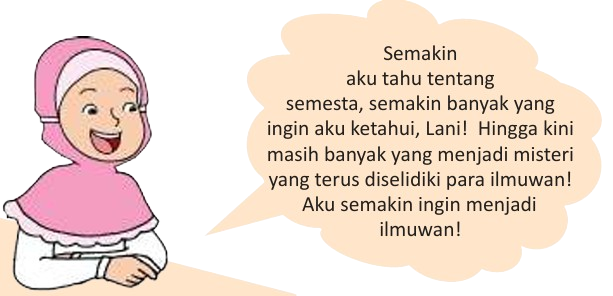 Semakin
aku tahu tentang
semesta, semakin banyak yang
ingin aku ketahui, Lani! Hingga kini
masih banyak yang menjadi misteri
yang terus diselidiki para ilmuwan!
Aku semakin ingin menjadi
ilmuwan!